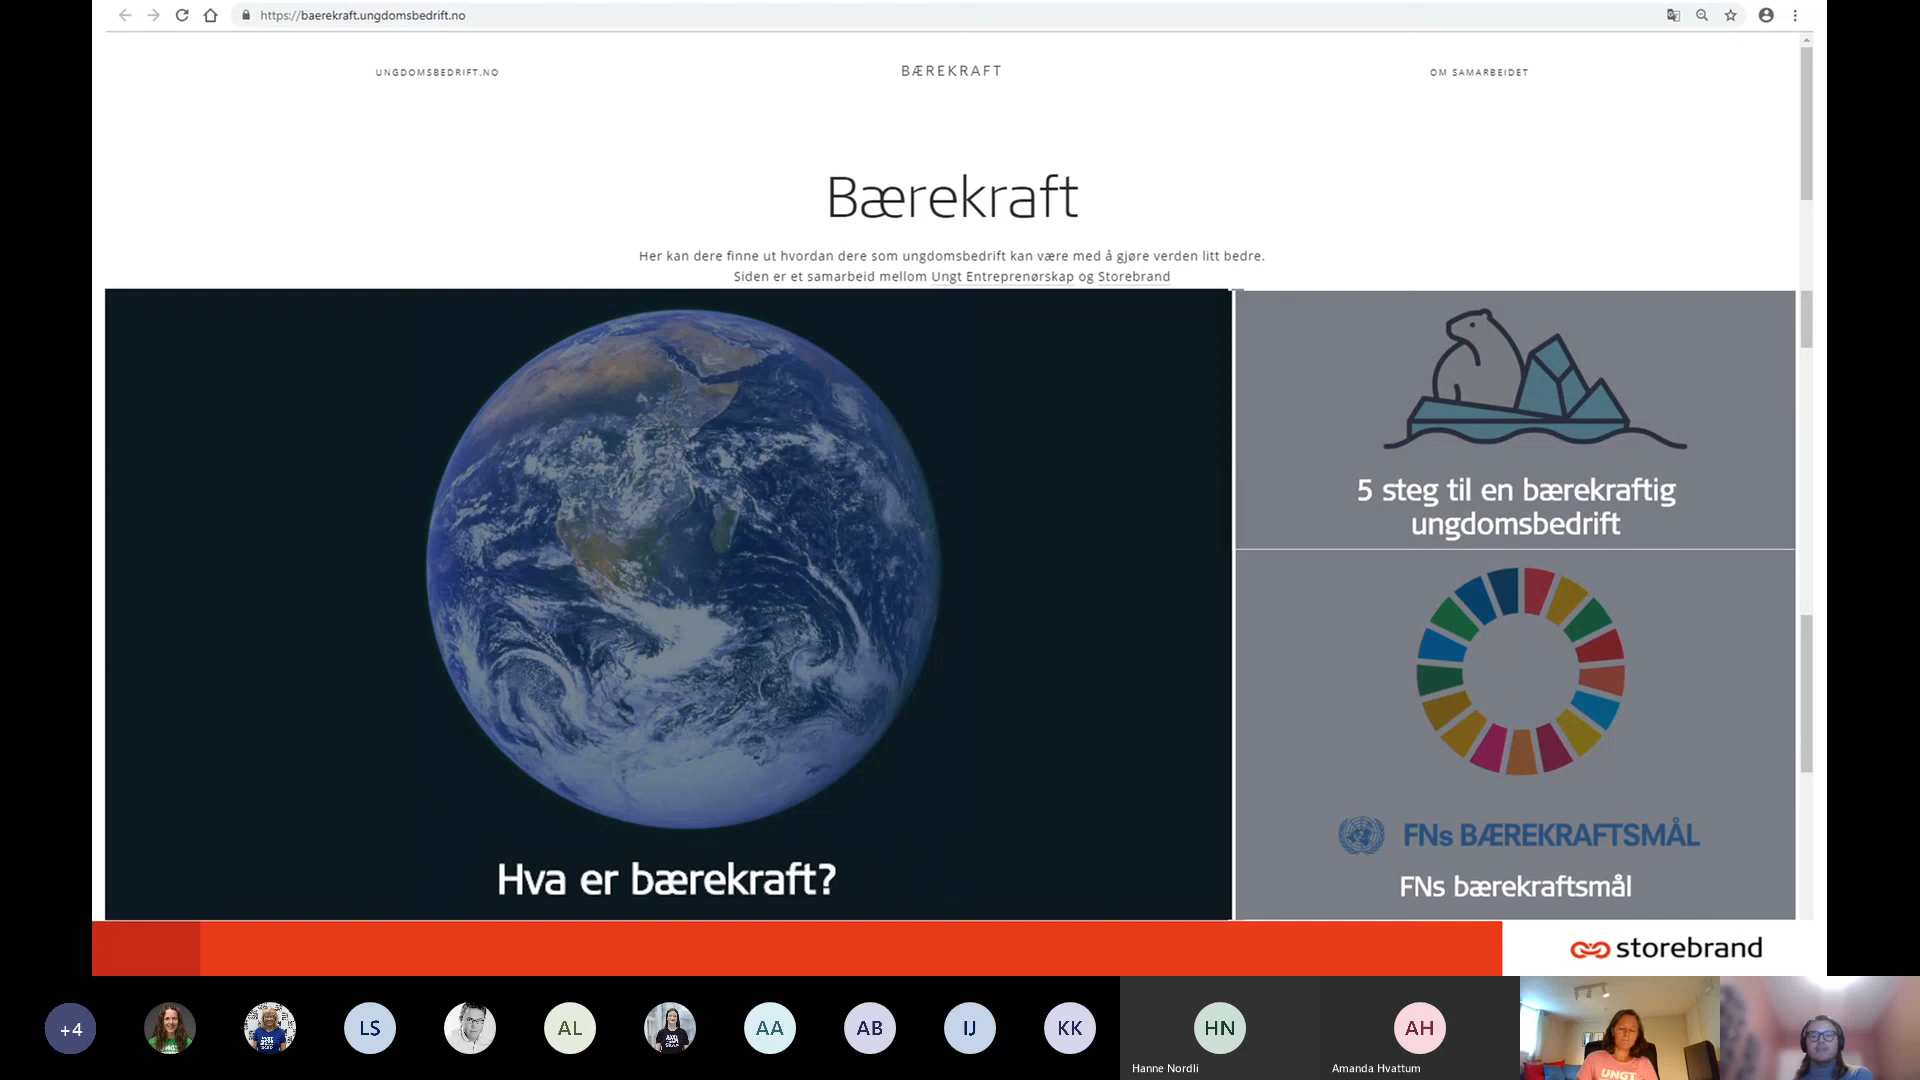 https://baerekraft.ungdomsbedrift.no
UNGDOMSBEDRIFT.NO
BÆREKRAFT
OM SAMARBEIDET
Bærekraft
Her kan dere finne ut hvordan dere som ungdomsbedrift kan være med å gjøre verden litt bedre.
Siden er et samarbeid mellom Ungt Entreprenørskap og Storebrand
5 steg til en bærekraftig
ungdomsbedrift
FNs BÆREKRAFTSMÅL
FNs bærekraftsmål
Hva er bærekraft?
storebrand
+4
LS
AL
AA
AB
IJ
KK
HN
Hanne Nordli
AH
Amanda Hvattum
UNGT